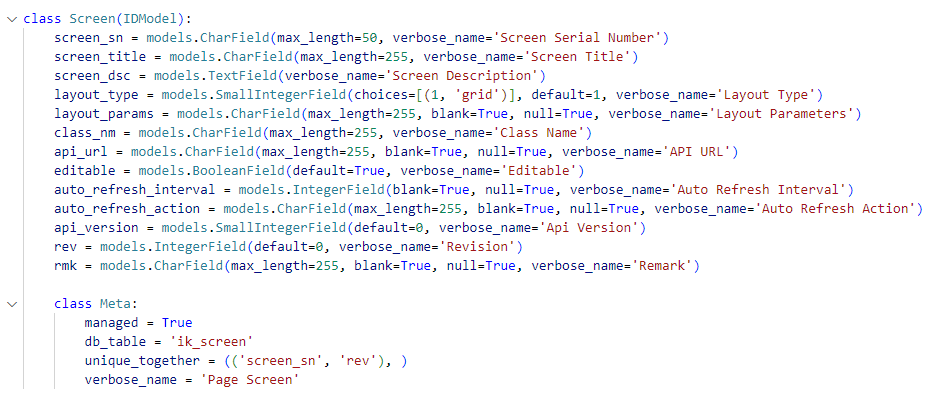 class Screen(IDModel):
    screen_sn = models.CharField(max_length=50, verbose_name='Screen Serial Number')
    screen_title = models.CharField(max_length=255, verbose_name='Screen Title')
    screen_dsc = models.TextField(verbose_name='Screen Description')
    layout_type = models.SmallIntegerField(choices=[(1, 'grid')], default=1, verbose_name='Layout Type')
    layout_params = models.CharField(max_length=255, blank=True, null=True, verbose_name='Layout Parameters')
    class_nm = models.CharField(max_length=255, verbose_name='Class Name')
    api_url = models.CharField(max_length=255, blank=True, null=True, verbose_name='API URL')
    editable = models.BooleanField(default=True, verbose_name='Editable')
    auto_refresh_interval = models.IntegerField(blank=True, null=True, verbose_name='Auto Refresh Interval')
    auto_refresh_action = models.CharField(max_length=255, blank=True, null=True, verbose_name='Auto Refresh Action')
    api_version = models.SmallIntegerField(default=0, verbose_name='Api Version')
    rev = models.IntegerField(default=0, verbose_name='Revision')
    rmk = models.CharField(max_length=255, blank=True, null=True, verbose_name='Remark')

    class Meta:
        managed = True
        db_table = 'ik_screen'
        unique_together = (('screen_sn', 'rev'), )
        verbose_name = 'Page Screen'